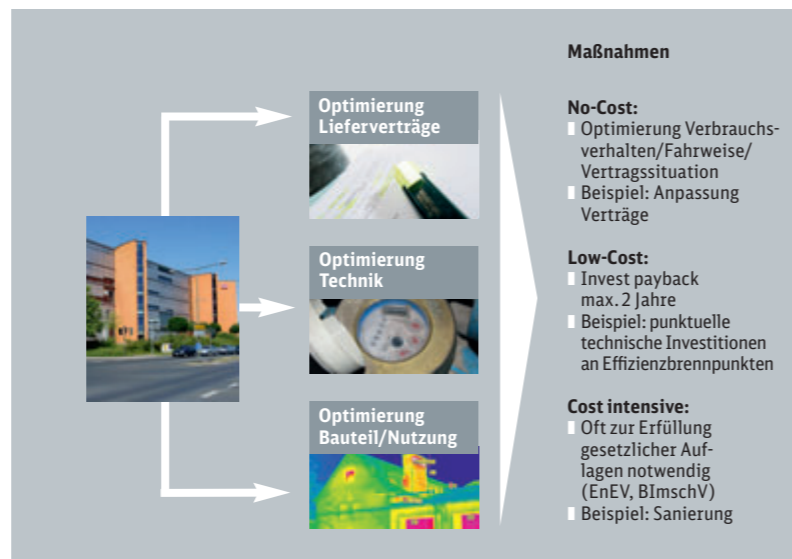 Optimierung
Lieferverträge
Optimierung
Technik
Optimierung
Bauteil/Nutzung
Maßnahmen
No-Cost:
Optimierung Verbrauchs-
verhalten/Fahrweise/
Vertragssituation
Beispiel: Anpassung
Verträge
Low-Cost:
Invest payback
max. 2 Jahre
Beispiel: punktuelle
technische Investitionen
an Effizienzbrennpunkten
Cost intensive:
Oft zur Erfüllung
gesetzlicher Auf-
lagen notwendig
(EnEV, BImschV)
Beispiel: Sanierung